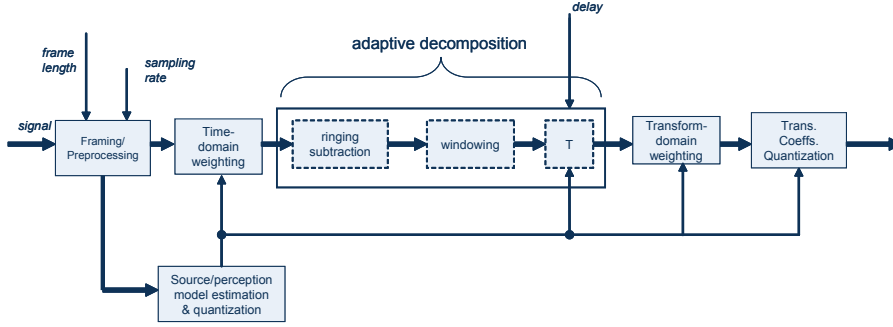 delay
adaptive decomposition
frame
length
sampling
rate
signal
Framing/
Preprocessing
Time-
domain
weighting
ringing
subtraction
windowing
T
Transform-
domain
weighting
Trans.
Coeffs.
Quantization
Source/perception
model estimation
& quantization